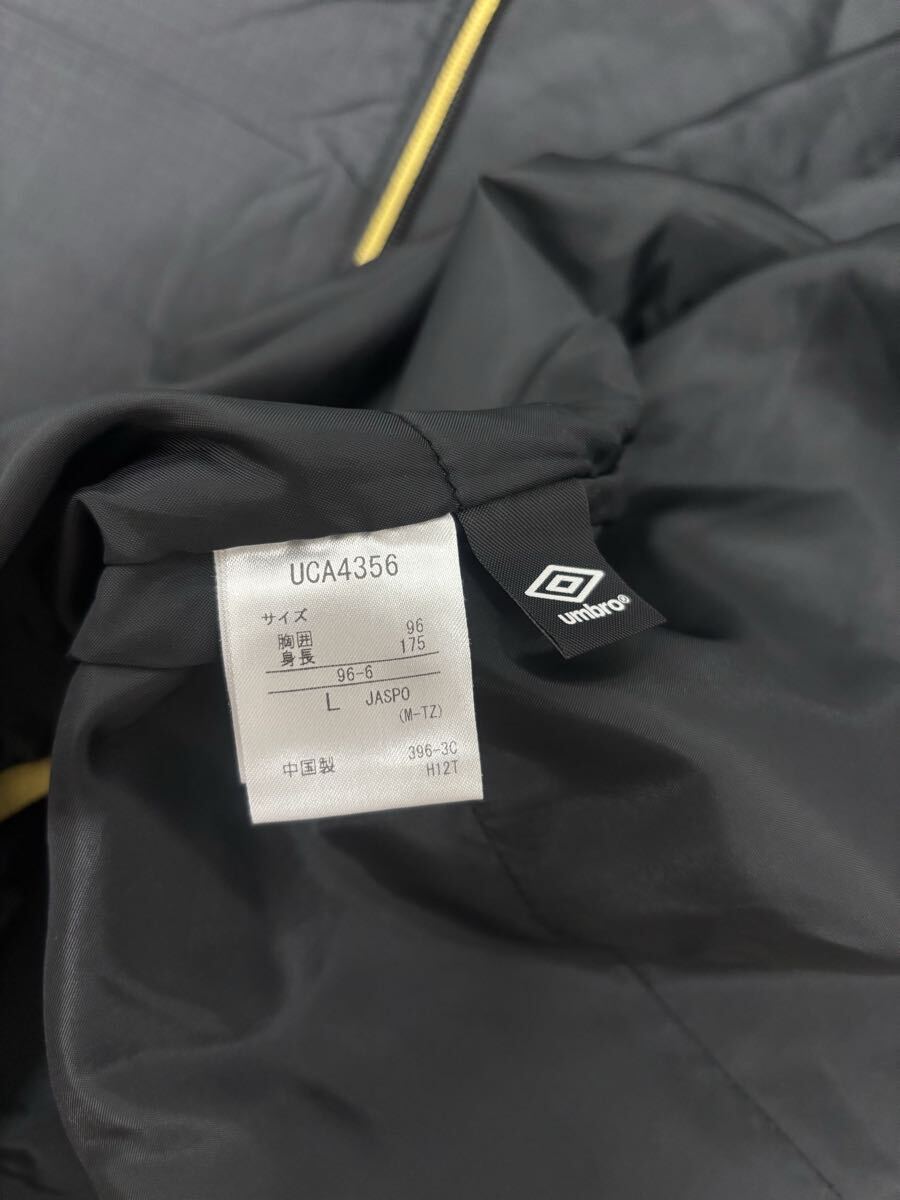 UCA4356
サイズ
胸囲 96
身長 175
96-6
L JASPO
(M-TZ)
396-3C
中国製 H12T
umbro®